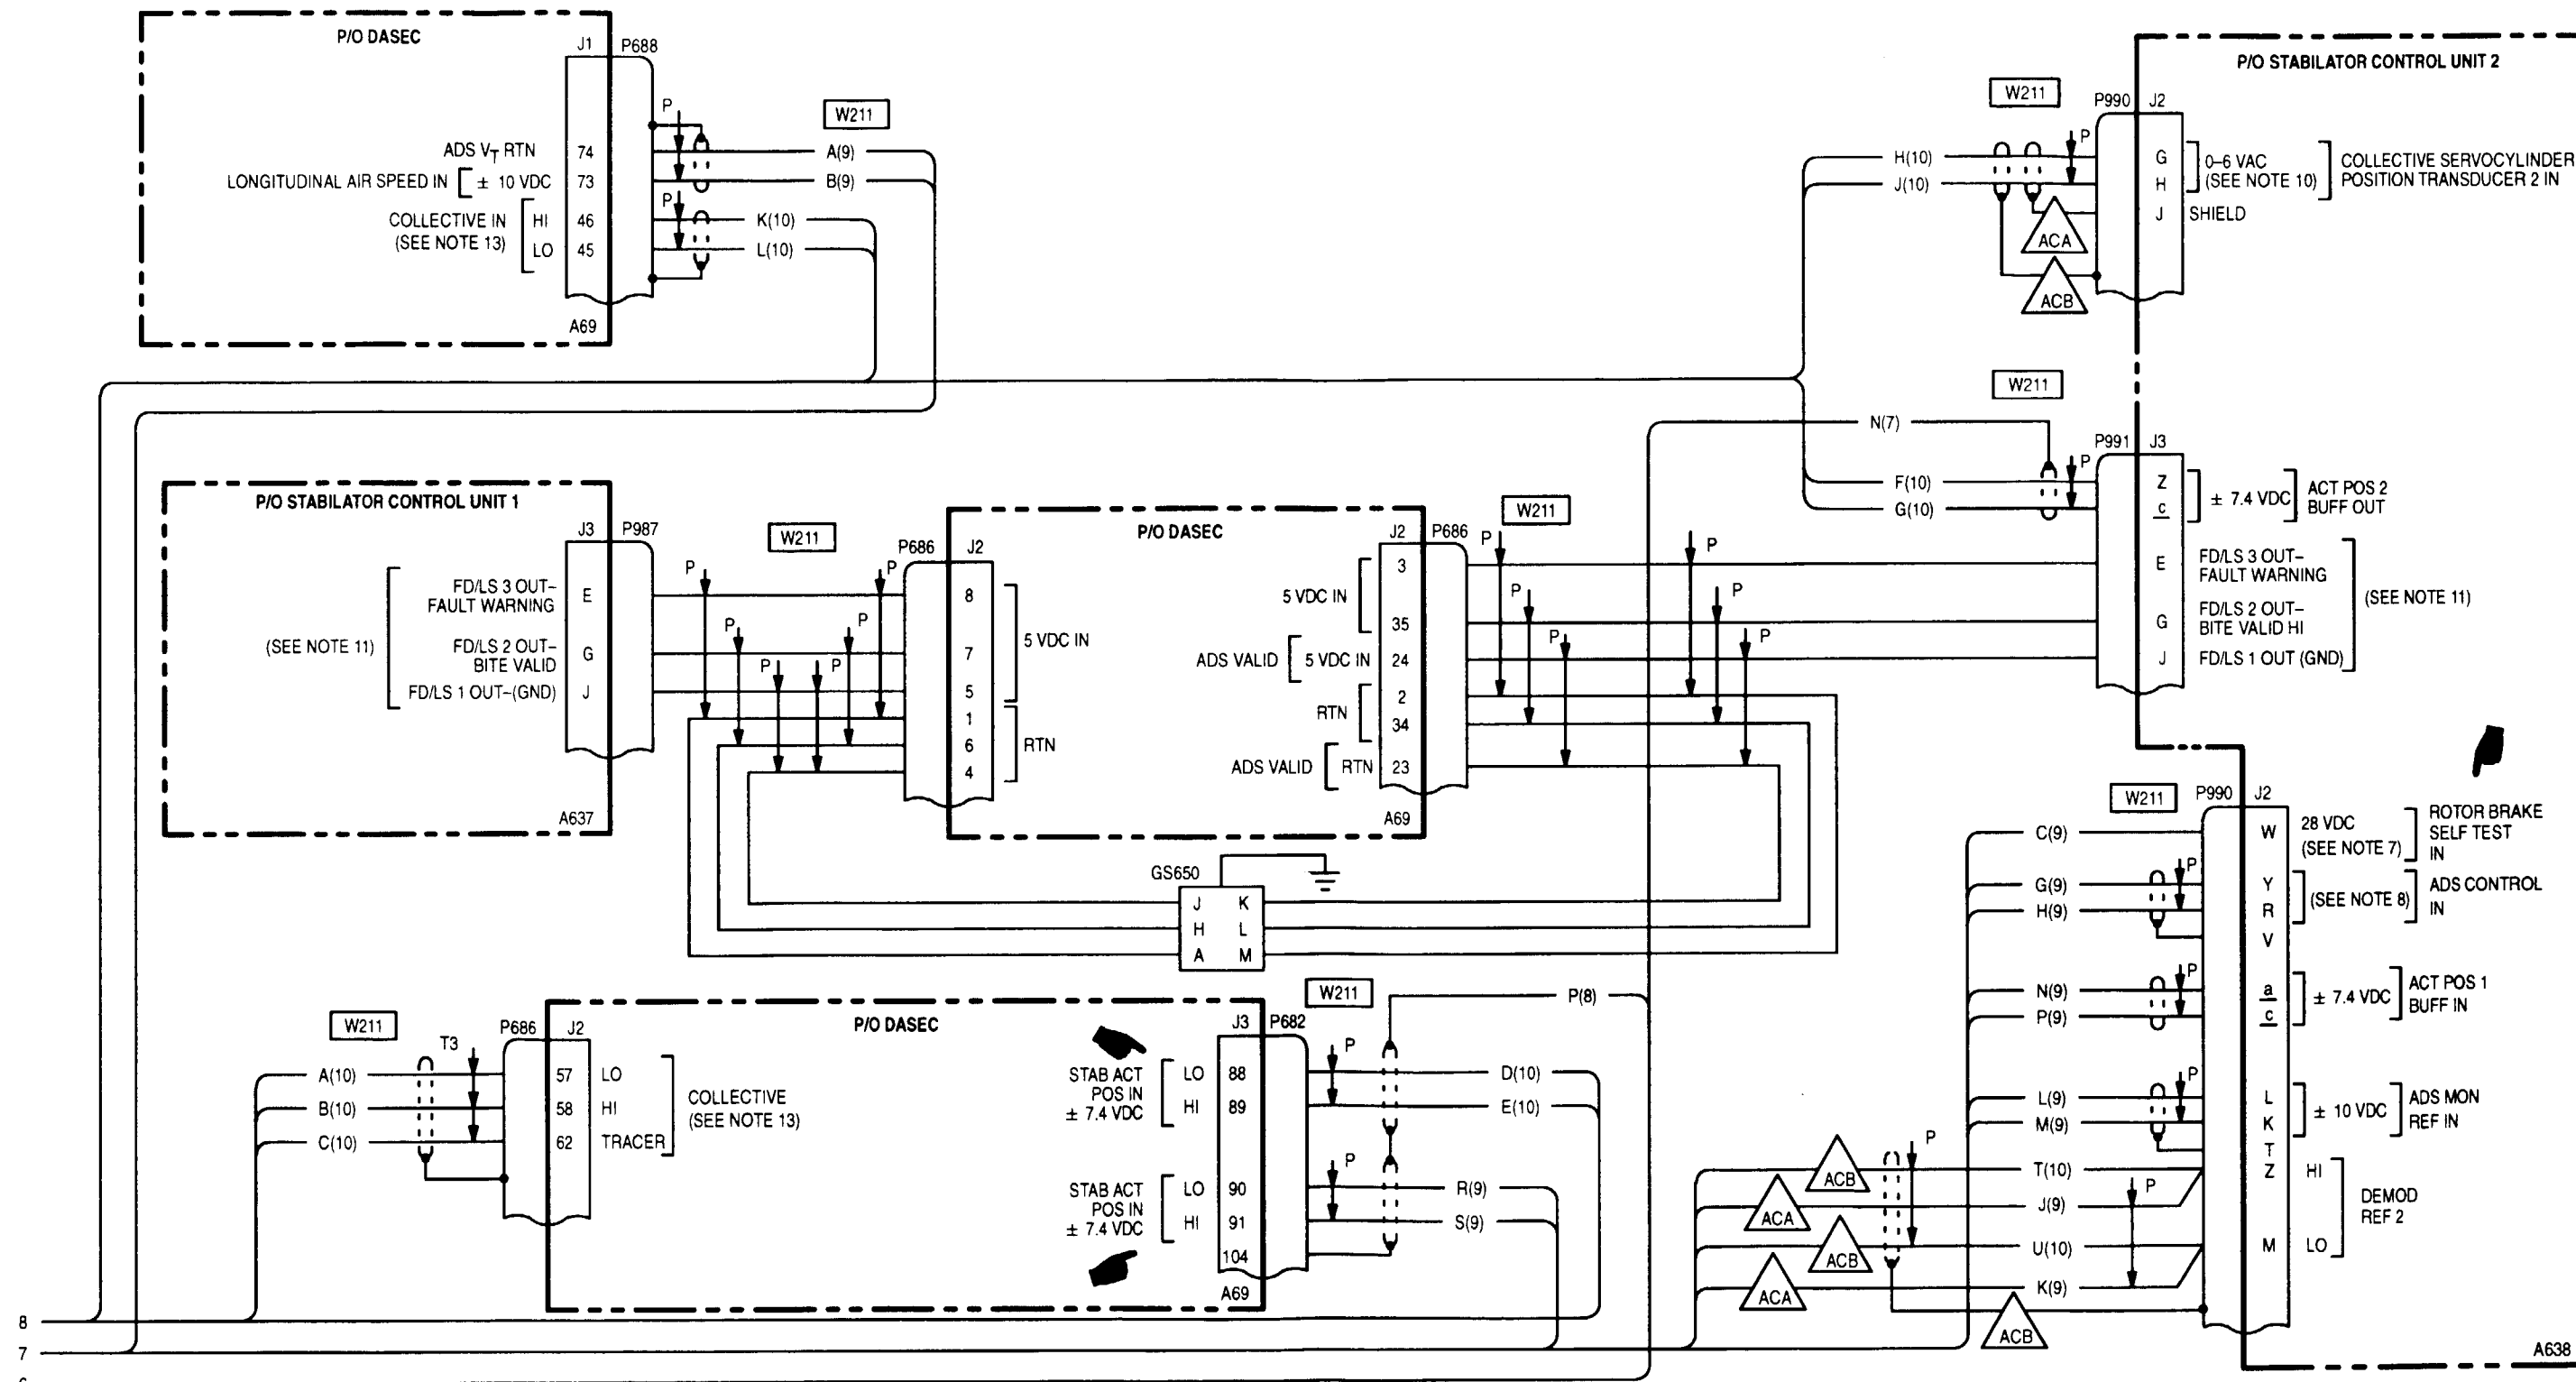 P/O DASEC
J1 P688
P
W211
ADS VT RTN 74 A(9)
LONGITUDINAL AIR SPEED IN ± 10 VDC 73 B(9)
P
COLLECTIVE IN HI 46 K(10)
(SEE NOTE 13) LO 45 L(10)
A69
P/O STABILATOR CONTROL UNIT 2
W211
P990 J2
P
H(10) G 0–6 VAC COLLECTIVE SERVOCYLINDER
J(10) H (SEE NOTE 10) POSITION TRANSDUCER 2 IN
J SHIELD
ACA
ACB
W211
N(7)
P991 J3
P
F(10) Z ± 7.4 VDC ACT POS 2
G(10) c BUFF OUT
E FD/LS 3 OUT–
FAULT WARNING
(SEE NOTE 11)
G FD/LS 2 OUT–
BITE VALID HI
J FD/LS 1 OUT (GND)
P/O STABILATOR CONTROL UNIT 1
J3 P987
W211
FD/LS 3 OUT–
FAULT WARNING E
(SEE NOTE 11)
FD/LS 2 OUT–
BITE VALID G
FD/LS 1 OUT–(GND) J
A637
P P
P P
P P
P686 J2
8
7 5 VDC IN
5
1
6 RTN
4
P/O DASEC
J2 P686
W211
3
5 VDC IN
35
ADS VALID 5 VDC IN 24
2
RTN
34
ADS VALID RTN 23
A69
P P
P P
P P
GS650
J K
H L
A M
W211
P990 J2
C(9) W 28 VDC ROTOR BRAKE
(SEE NOTE 7) SELF TEST
IN
P
G(9) Y ADS CONTROL
H(9) R (SEE NOTE 8) IN
V
P
N(9) a ± 7.4 VDC ACT POS 1
P(9) c BUFF IN
P
L(9) L ± 10 VDC ADS MON
M(9) K REF IN
T
P
ACB T(10) Z HI
P
ACA J(9) DEMOD
REF 2
ACB U(10) M LO
ACA K(9)
ACB
A638
W211
P686 J2
T3
A(10) 57 LO
B(10) 58 HI COLLECTIVE
(SEE NOTE 13)
C(10) 62 TRACER
P/O DASEC
W211
J3 P682
P(8)
P
STAB ACT LO 88 D(10)
POS IN
± 7.4 VDC HI 89 E(10)
P
STAB ACT LO 90 R(9)
POS IN
± 7.4 VDC HI 91 S(9)
104
A69
8
7